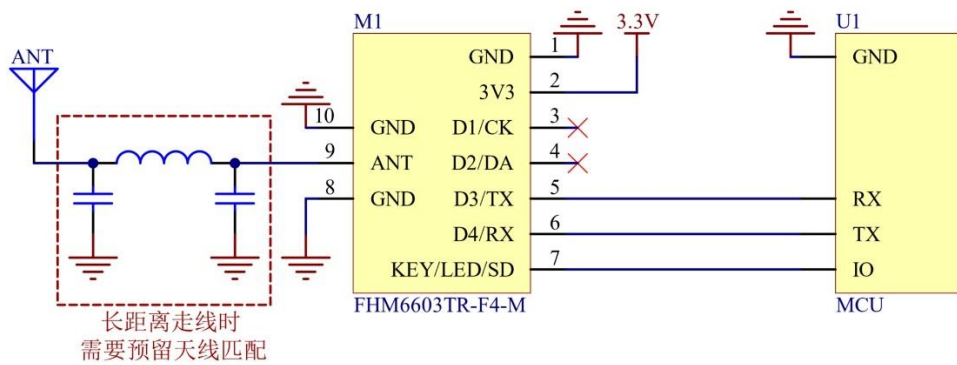 ANT
M1
GND 1
3V3 2
D1/CK 3
D2/DA 4
D3/TX 5
D4/RX 6
KEY/LED/SD 7
10 GND
9 ANT
8 GND
FHM6603TR-F4-M
3.3V
U1
GND
RX
TX
IO
MCU
长距离走线时
需要预留天线匹配